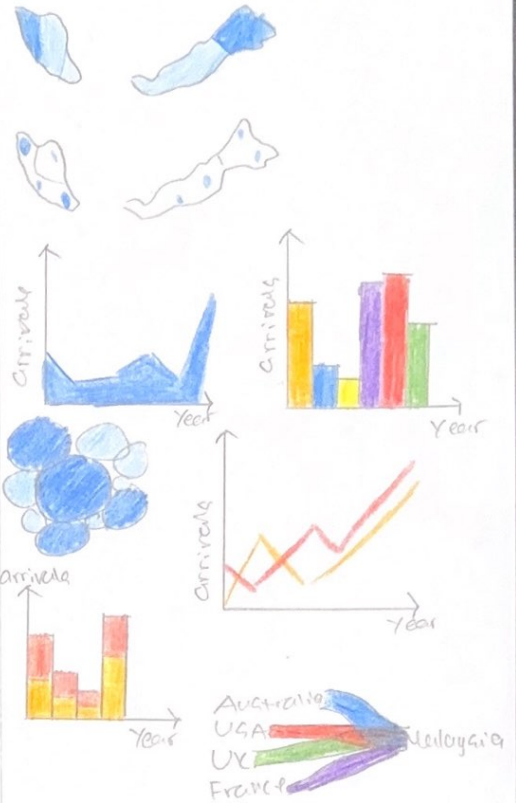 Arrivals
Year
Arrivals
Year
Arrivals
Year
Arrivals
Year
Australia
USA
UK
France
Malaysia